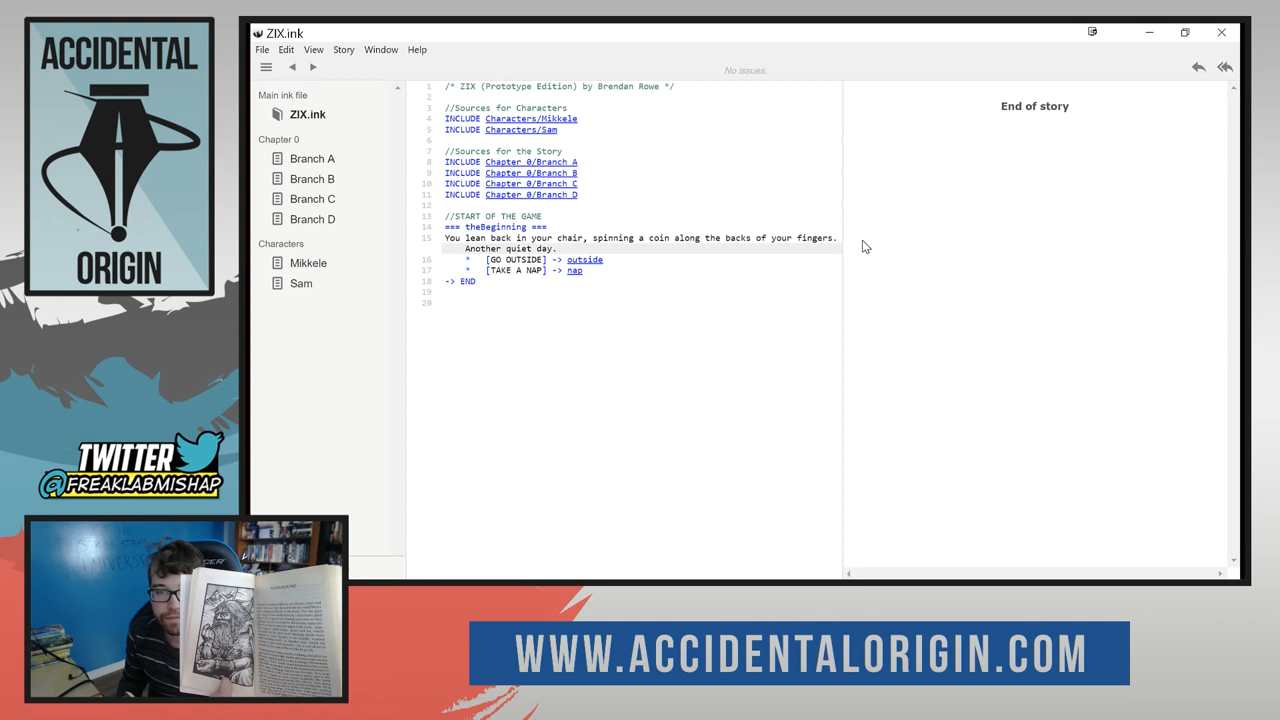 ACCIDENTAL
ORIGIN
TWITTER
@FREAKLABMISHAP
ZIX.ink
File Edit View Story Window Help
No issues.
Main ink file
ZIX.ink
Chapter 0
Branch A
Branch B
Branch C
Branch D
Characters
Mikkele
Sam
1 /* ZIX (Prototype Edition) by Brendan Rowe */
2
3 //Sources for Characters
4 INCLUDE Characters/Mikkele
5 INCLUDE Characters/Sam
6
7 //Sources for the Story
8 INCLUDE Chapter 0/Branch A
9 INCLUDE Chapter 0/Branch B
10 INCLUDE Chapter 0/Branch C
11 INCLUDE Chapter 0/Branch D
12
13 //START OF THE GAME
14 === theBeginning ===
15 You lean back in your chair, spinning a coin along the backs of your fingers.
Another quiet day.
16 * [GO OUTSIDE] -> outside
17 * [TAKE A NAP] -> nap
18 -> END
19
20
End of story
WWW.ACCIDENTALORIGIN.COM